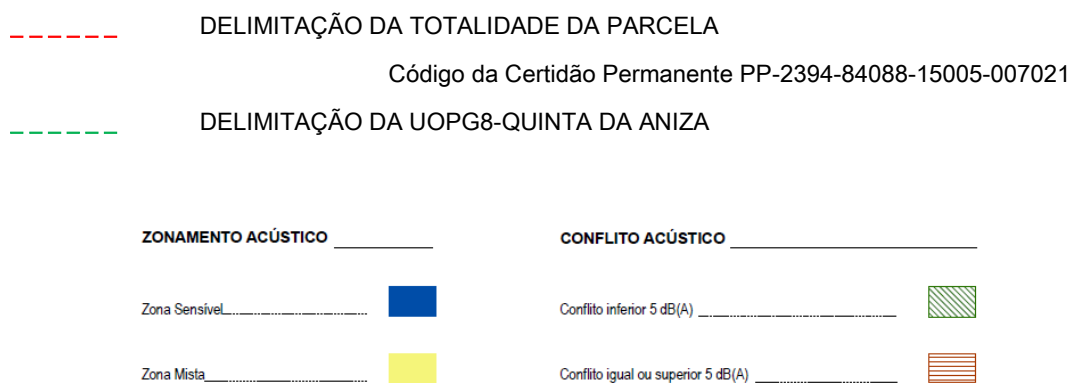 DELIMITAÇÃO DA TOTALIDADE DA PARCELA
Código da Certidão Permanente PP-2394-84088-15005-007021
DELIMITAÇÃO DA UOPG8-QUINTA DA ANIZA
ZONAMENTO ACÚSTICO
Zona Sensível
Zona Mista
CONFLITO ACÚSTICO
Conflito inferior 5 dB(A)
Conflito igual ou superior 5 dB(A)